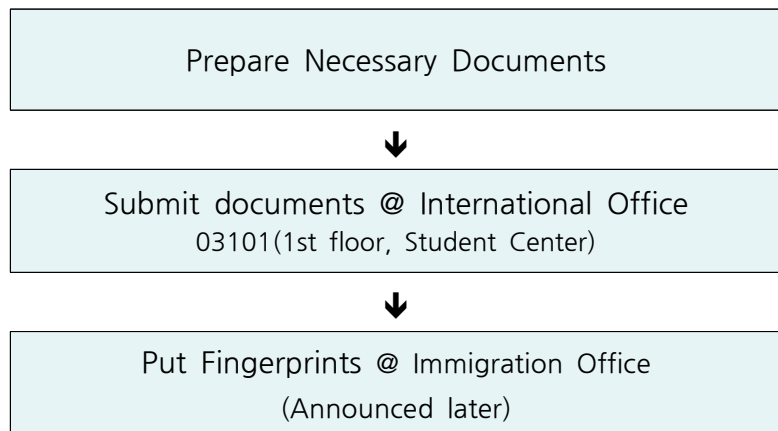 Prepare Necessary Documents
Submit documents @ International Office
03101(1st floor, Student Center)
Put Fingerprints @ Immigration Office
(Announced later)